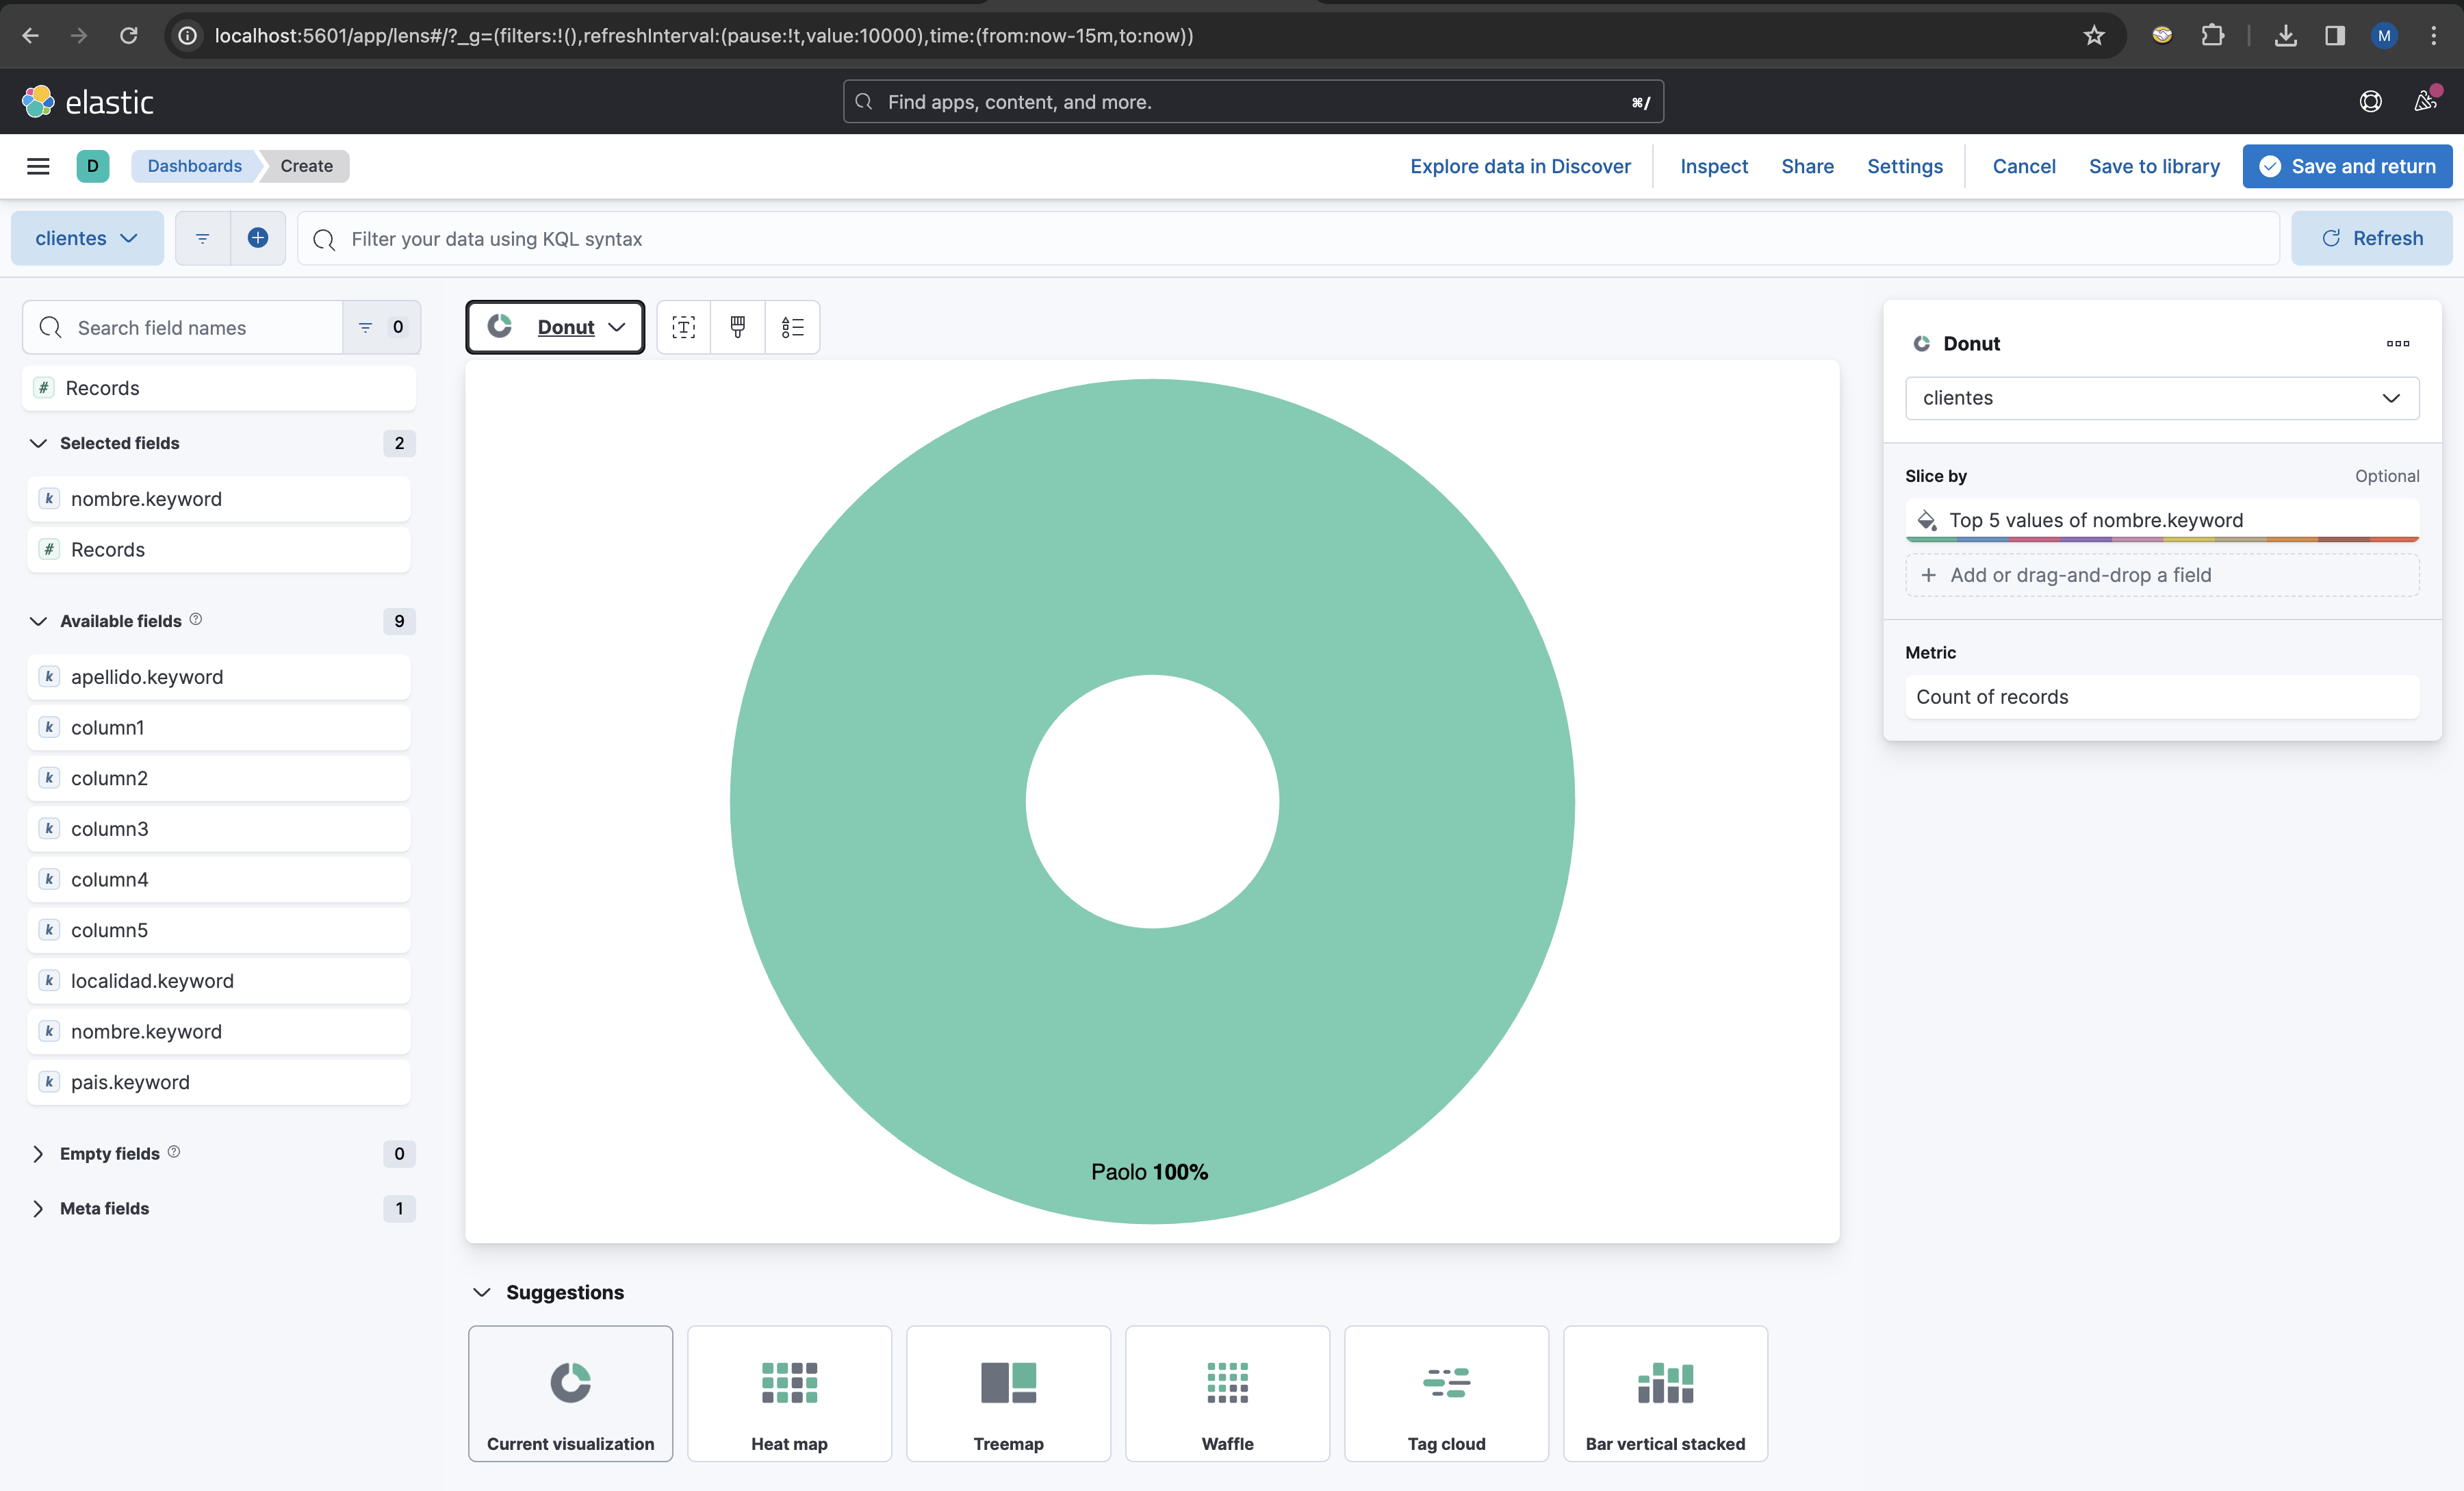 localhost:5601/app/lens#/?_g=(filters:!(),refreshInterval:(pause:!t,value:10000),time:(from:now-15m,to:now))
M
elastic
Find apps, content, and more.
⌘/
D
Dashboards
Create
Explore data in Discover
Inspect
Share
Settings
Cancel
Save to library
Save and return
clientes
Filter your data using KQL syntax
Refresh
Search field names
0
# Records
Selected fields
2
k nombre.keyword
# Records
Available fields
9
k apellido.keyword
k column1
k column2
k column3
k column4
k column5
k localidad.keyword
k nombre.keyword
k pais.keyword
Empty fields
0
Meta fields
1
Donut
Paolo 100%
Suggestions
Current visualization
Heat map
Treemap
Waffle
Tag cloud
Bar vertical stacked
Donut
clientes
Slice by
Optional
Top 5 values of nombre.keyword
Add or drag-and-drop a field
Metric
Count of records